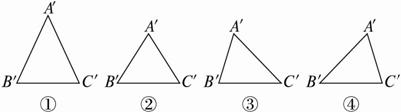 A′ A′ A′ A′
B′ C′ B′ C′ B′ C′ B′ C′
① ② ③ ④